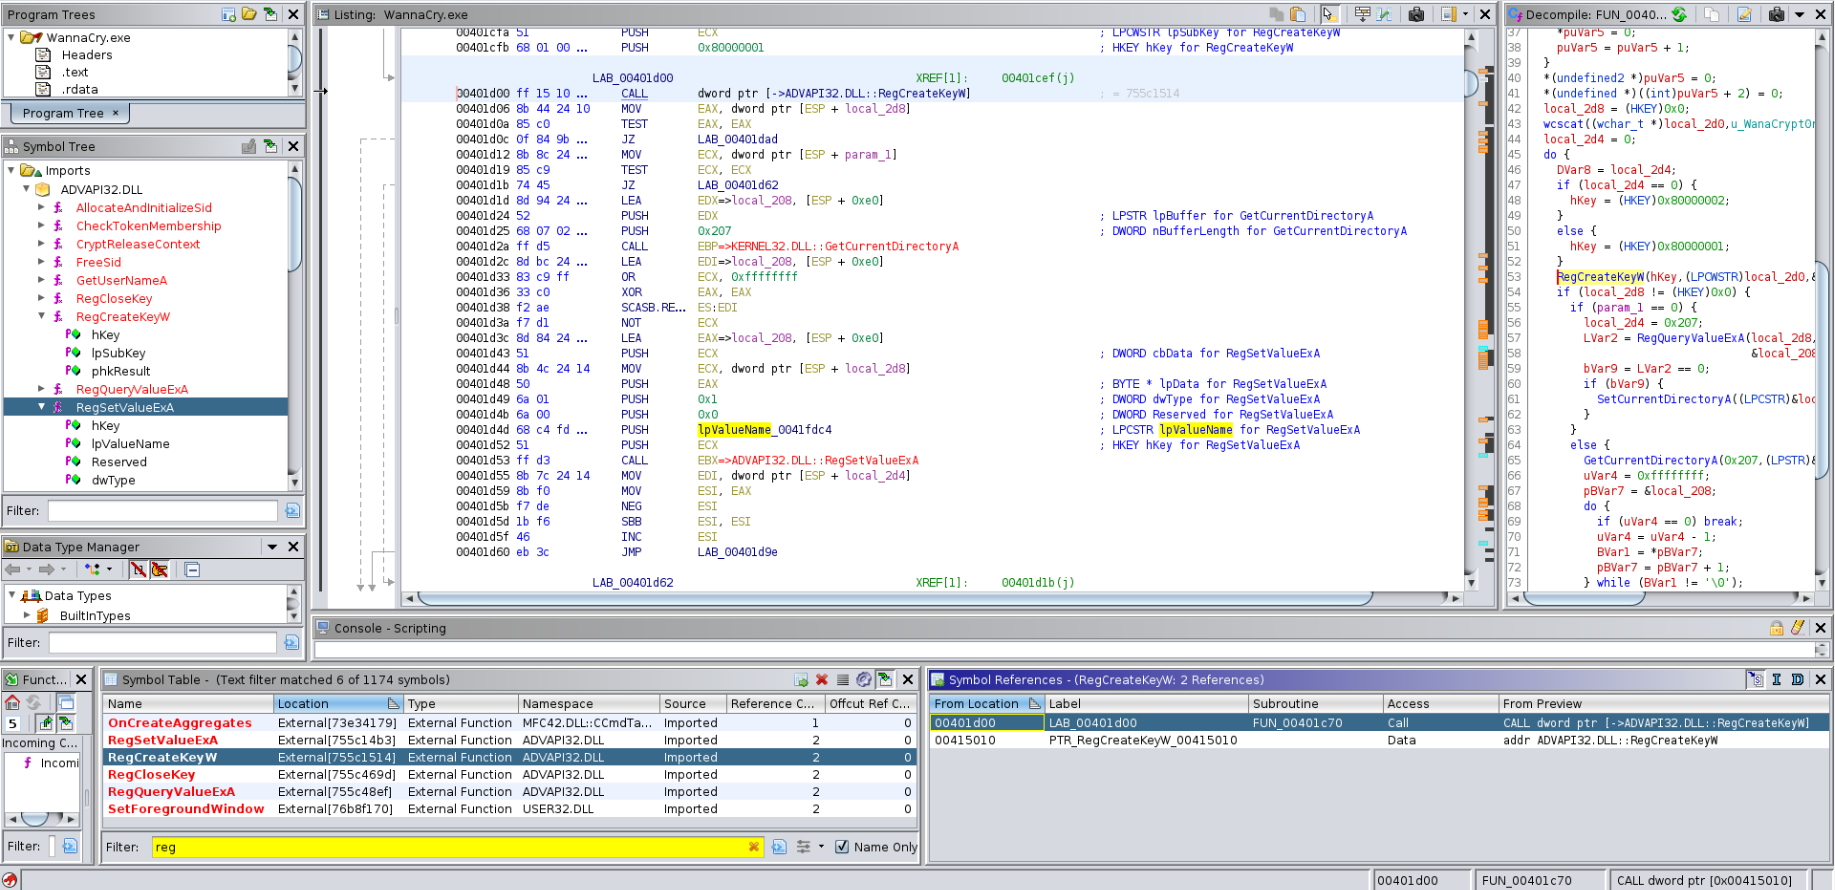 Program Trees
WannaCry.exe
Headers
.text
.rdata
Program Tree ×
Symbol Tree
Imports
ADVAPI32.DLL
AllocateAndInitializeSid
CheckTokenMembership
CryptReleaseContext
FreeSid
GetUserNameA
RegCloseKey
RegCreateKeyW
hKey
lpSubKey
phkResult
RegQueryValueExA
RegSetValueExA
hKey
lpValueName
Reserved
dwType
Filter:
Data Type Manager
Data Types
BuiltInTypes
Filter:
Listing: WannaCry.exe
00401cfa 51 PUSH ECX ; LPCWSTR lpSubKey for RegCreateKeyW
00401cfb 68 01 00 ... PUSH 0x80000001 ; HKEY hKey for RegCreateKeyW
LAB_00401d00 XREF[1]: 00401cef(j)
00401d00 ff 15 10 ... CALL dword ptr [->ADVAPI32.DLL::RegCreateKeyW] ; = 755c1514
00401d06 8b 44 24 10 MOV EAX, dword ptr [ESP + local_2d8]
00401d0a 85 c0 TEST EAX, EAX
00401d0c 0f 84 9b ... JZ LAB_00401dad
00401d12 8b 8c 24 ... MOV ECX, dword ptr [ESP + param_1]
00401d19 85 c9 TEST ECX, ECX
00401d1b 74 45 JZ LAB_00401d62
00401d1d 8d 94 24 ... LEA EDX=>local_208, [ESP + 0xe0]
00401d24 52 PUSH EDX ; LPSTR lpBuffer for GetCurrentDirectoryA
00401d25 68 07 02 ... PUSH 0x207 ; DWORD nBufferLength for GetCurrentDirectoryA
00401d2a ff d5 CALL EBP=>KERNEL32.DLL::GetCurrentDirectoryA
00401d2c 8d bc 24 ... LEA EDI=>local_208, [ESP + 0xe0]
00401d33 83 c9 ff OR ECX, 0xffffffff
00401d36 33 c0 XOR EAX, EAX
00401d38 f2 ae SCASB.RE... ES:EDI
00401d3a f7 d1 NOT ECX
00401d3c 8d 84 24 ... LEA EAX=>local_208, [ESP + 0xe0]
00401d43 51 PUSH ECX ; DWORD cbData for RegSetValueExA
00401d44 8b 4c 24 14 MOV ECX, dword ptr [ESP + local_2d8]
00401d48 50 PUSH EAX ; BYTE * lpData for RegSetValueExA
00401d49 6a 01 PUSH 0x1 ; DWORD dwType for RegSetValueExA
00401d4b 6a 00 PUSH 0x0 ; DWORD Reserved for RegSetValueExA
00401d4d 68 c4 fd ... PUSH lpValueName_0041fdc4 ; LPCSTR lpValueName for RegSetValueExA
00401d52 51 PUSH ECX ; HKEY hKey for RegSetValueExA
00401d53 ff d3 CALL EBX=>ADVAPI32.DLL::RegSetValueExA
00401d55 8b 7c 24 14 MOV EDI, dword ptr [ESP + local_2d4]
00401d59 8b f0 MOV ESI, EAX
00401d5b f7 de NEG ESI
00401d5d 1b f6 SBB ESI, ESI
00401d5f 46 INC ESI
00401d60 eb 3c JMP LAB_00401d9e
LAB_00401d62 XREF[1]: 00401d1b(j)
Decompile: FUN_0040...
37 *puVar5 = 0;
38 puVar5 = puVar5 + 1;
39 }
40 *(undefined2 *)puVar5 = 0;
41 *(undefined *)((int)puVar5 + 2) = 0;
42 local_2d8 = (HKEY)0x0;
43 wcscat((wchar_t *)local_2d0,u_WanaCrypt0r
44 local_2d4 = 0;
45 do {
46 DVar8 = local_2d4;
47 if (local_2d4 == 0) {
48 hKey = (HKEY)0x80000002;
49 }
50 else {
51 hKey = (HKEY)0x80000001;
52 }
53 RegCreateKeyW(hKey,(LPCWSTR)local_2d0,&
54 if (local_2d8 != (HKEY)0x0) {
55 if (param_1 == 0) {
56 local_2d4 = 0x207;
57 LVar2 = RegQueryValueExA(local_2d8,
58 &local_208
59 bVar9 = LVar2 == 0;
60 if (bVar9) {
61 SetCurrentDirectoryA((LPCSTR)&loc
62 }
63 }
64 else {
65 GetCurrentDirectoryA(0x207,(LPSTR)&
66 uVar4 = 0xffffffff;
67 pBVar7 = &local_208;
68 do {
69 if (uVar4 == 0) break;
70 uVar4 = uVar4 - 1;
71 BVar1 = *pBVar7;
72 pBVar7 = pBVar7 + 1;
73 } while (BVar1 != '\0');
Console - Scripting
Funct...
5
Incoming C...
f Incomi
Filter:
Symbol Table - (Text filter matched 6 of 1174 symbols)
Name Location Type Namespace Source Reference C... Offcut Ref C...
OnCreateAggregates External[73e34179] External Function MFC42.DLL::CCmdTa... Imported 1 0
RegSetValueExA External[755c14b3] External Function ADVAPI32.DLL Imported 2 0
RegCreateKeyW External[755c1514] External Function ADVAPI32.DLL Imported 2 0
RegCloseKey External[755c469d] External Function ADVAPI32.DLL Imported 2 0
RegQueryValueExA External[755c48ef] External Function ADVAPI32.DLL Imported 2 0
SetForegroundWindow External[76b8f170] External Function USER32.DLL Imported 2 0
Filter: reg Name Only
Symbol References - (RegCreateKeyW: 2 References)
From Location Label Subroutine Access From Preview
00401d00 LAB_00401d00 FUN_00401c70 Call CALL dword ptr [->ADVAPI32.DLL::RegCreateKeyW]
00415010 PTR_RegCreateKeyW_00415010 Data addr ADVAPI32.DLL::RegCreateKeyW
00401d00 FUN_00401c70 CALL dword ptr [0x00415010]